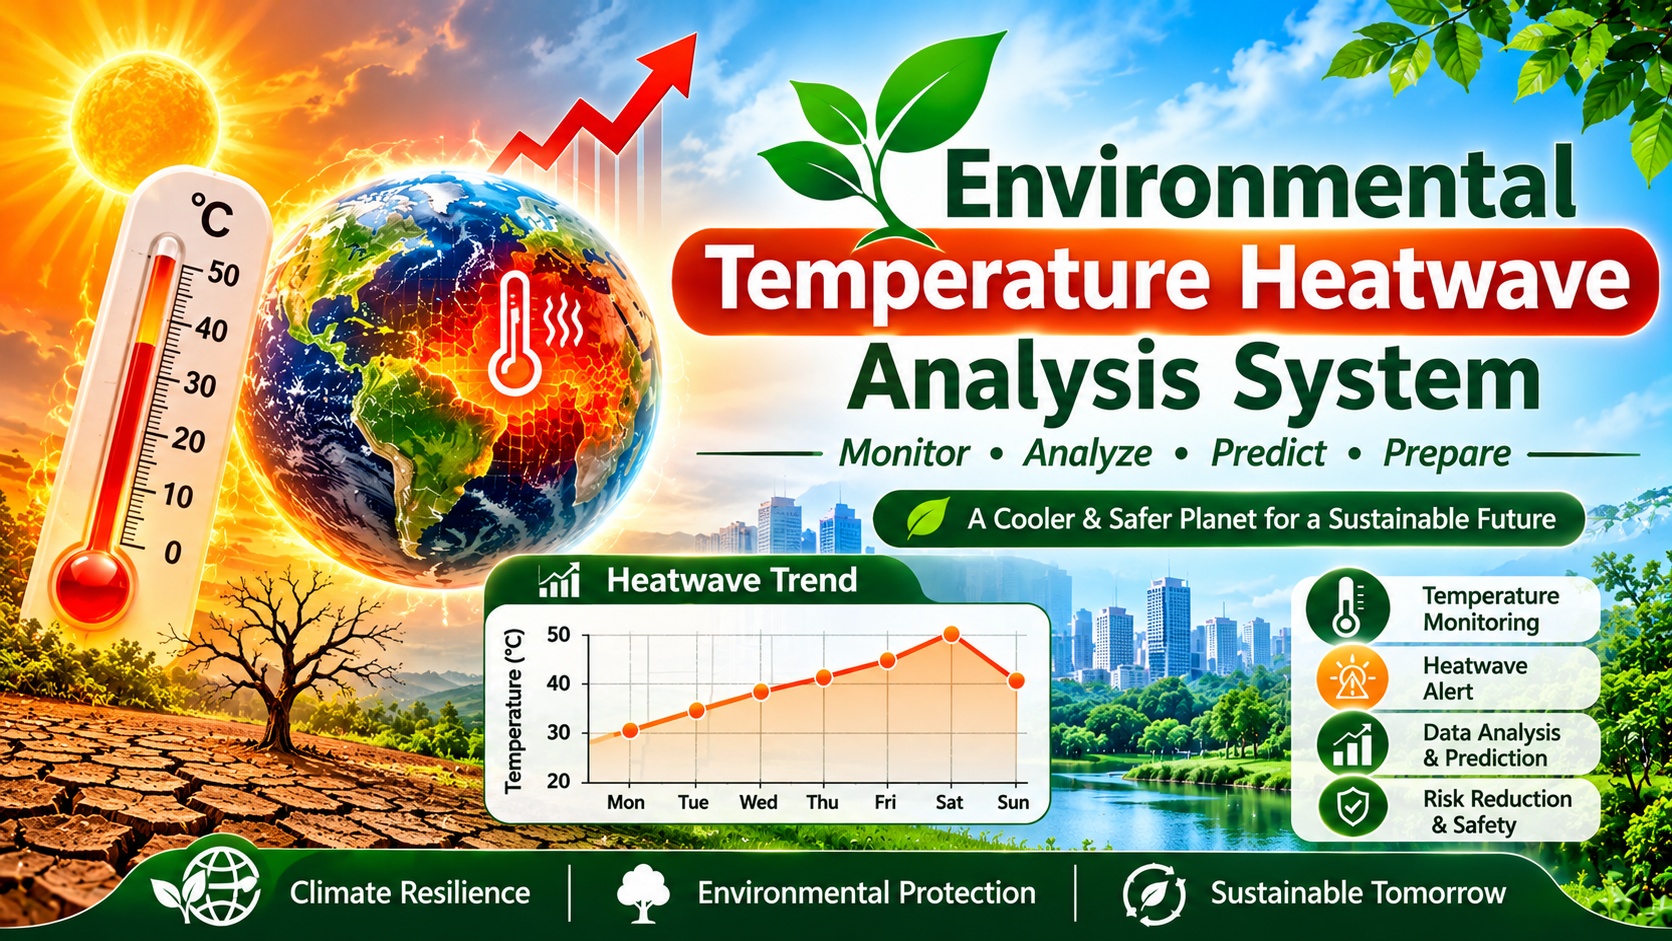 Environmental
Temperature Heatwave
Analysis System
Monitor • Analyze • Predict • Prepare
A Cooler & Safer Planet for a Sustainable Future
°C
50
40
30
20
10
0
Heatwave Trend
Temperature (°C)
50
40
30
20
Mon Tue Wed Thu Fri Sat Sun
Temperature
Monitoring
Heatwave
Alert
Data Analysis
& Prediction
Risk Reduction
& Safety
Climate Resilience
Environmental Protection
Sustainable Tomorrow